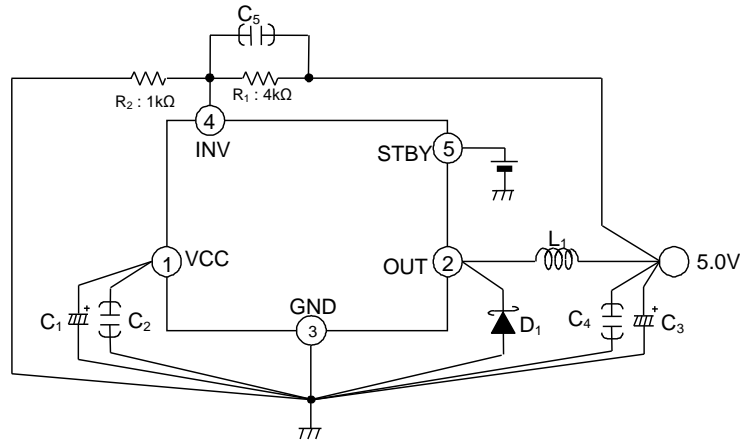 C5
R2 : 1kΩ
R1 : 4kΩ
4
INV
STBY
5
1
VCC
OUT
2
L1
5.0V
GND
3
C1
+
C2
D1
C4
+
C3